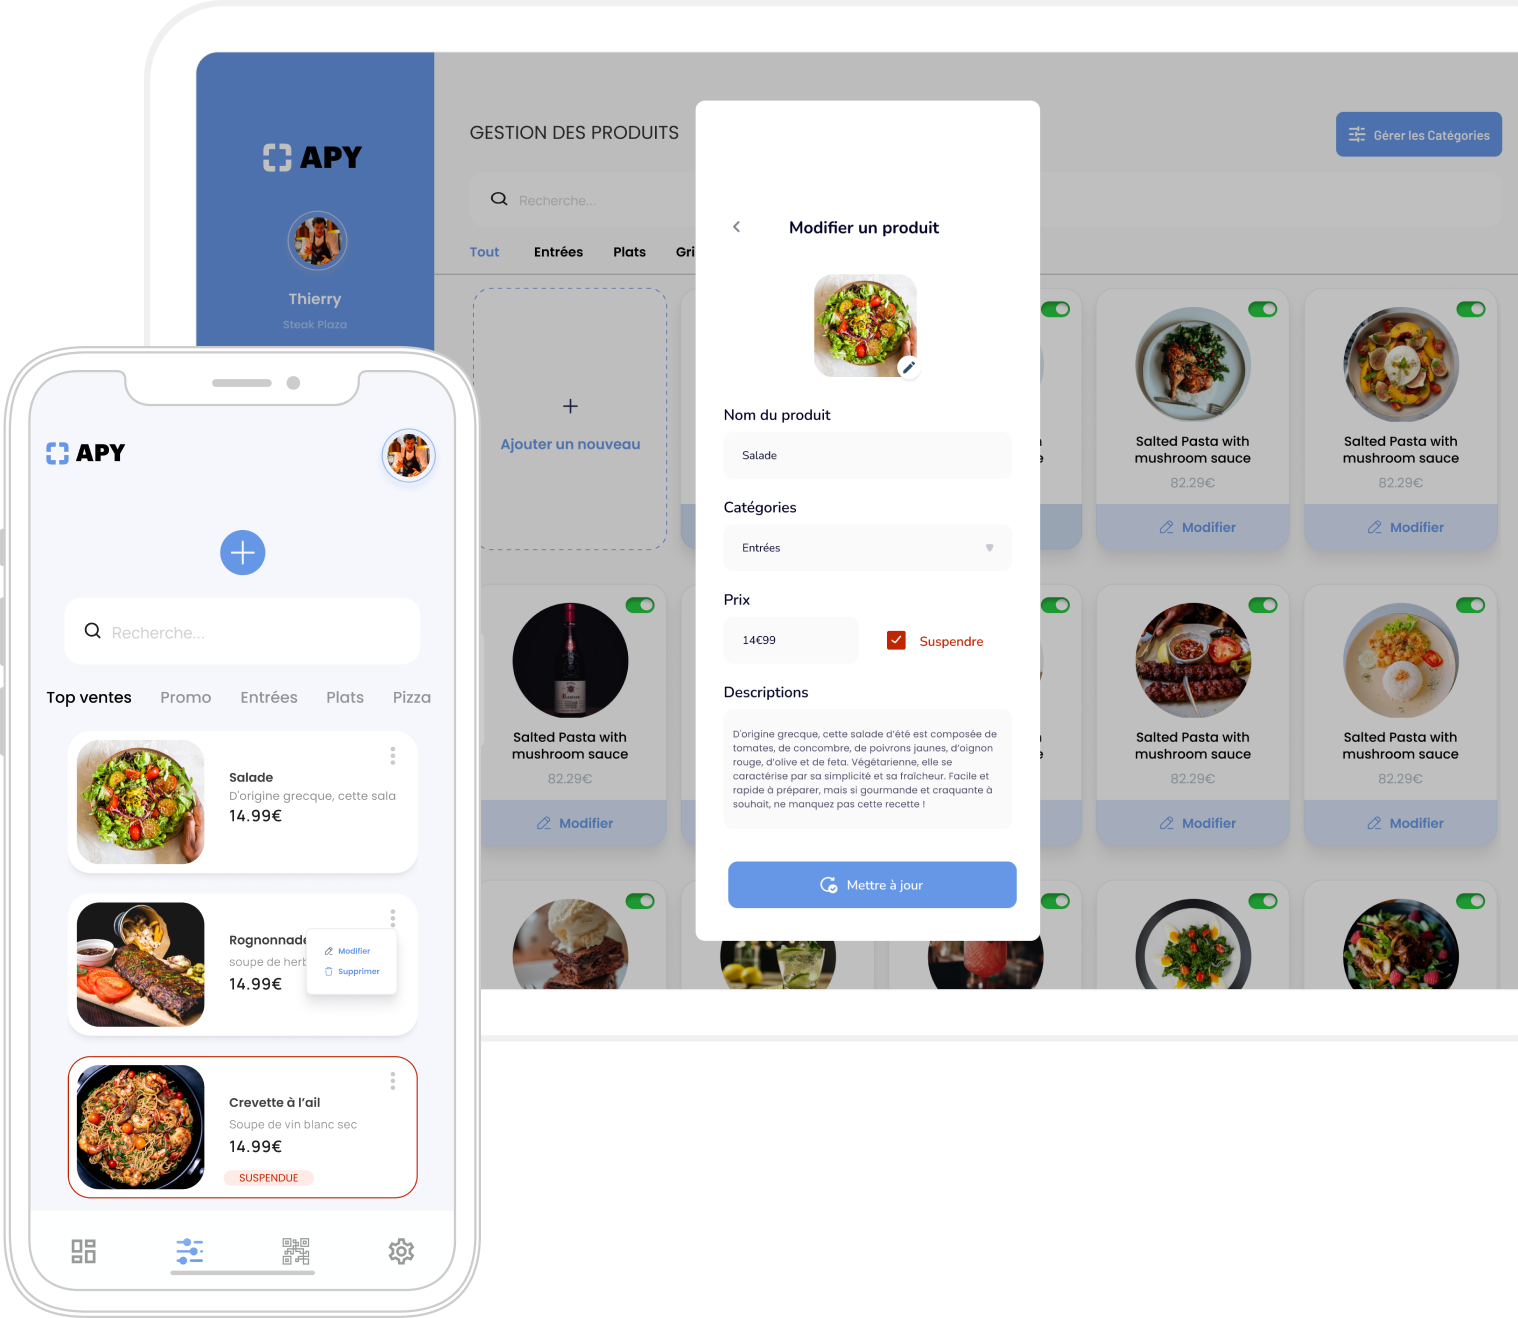 APY
Thierry
Steak Plaza
GESTION DES PRODUITS
Gérer les Catégories
Recherche...
Tout Entrées Plats Gri
Ajouter un nouveau
Salted Pasta with
mushroom sauce
82.29€
Modifier
Salted Pasta with
mushroom sauce
82.29€
Modifier
Salted Pasta with
mushroom sauce
82.29€
Modifier
Salted Pasta with
mushroom sauce
82.29€
Modifier
Salted Pasta with
mushroom sauce
82.29€
Modifier
Modifier un produit
Nom du produit
Salade
Catégories
Entrées
Prix
14€99
Suspendre
Descriptions
D'origine grecque, cette salade d'été est composée de
tomates, de concombre, de poivrons jaunes, d'oignon
rouge, d'olive et de feta. Végétarienne, elle se
caractérise par sa simplicité et sa fraîcheur. Facile et
rapide à préparer, mais si gourmande et craquante à
souhait, ne manquez pas cette recette !
Mettre à jour
APY
Recherche...
Top ventes Promo Entrées Plats Pizza
Salade
D'origine grecque, cette sala
14.99€
Rognonnade
soupe de herb
14.99€
Modifier
Supprimer
Crevette à l'ail
Soupe de vin blanc sec
14.99€
SUSPENDUE